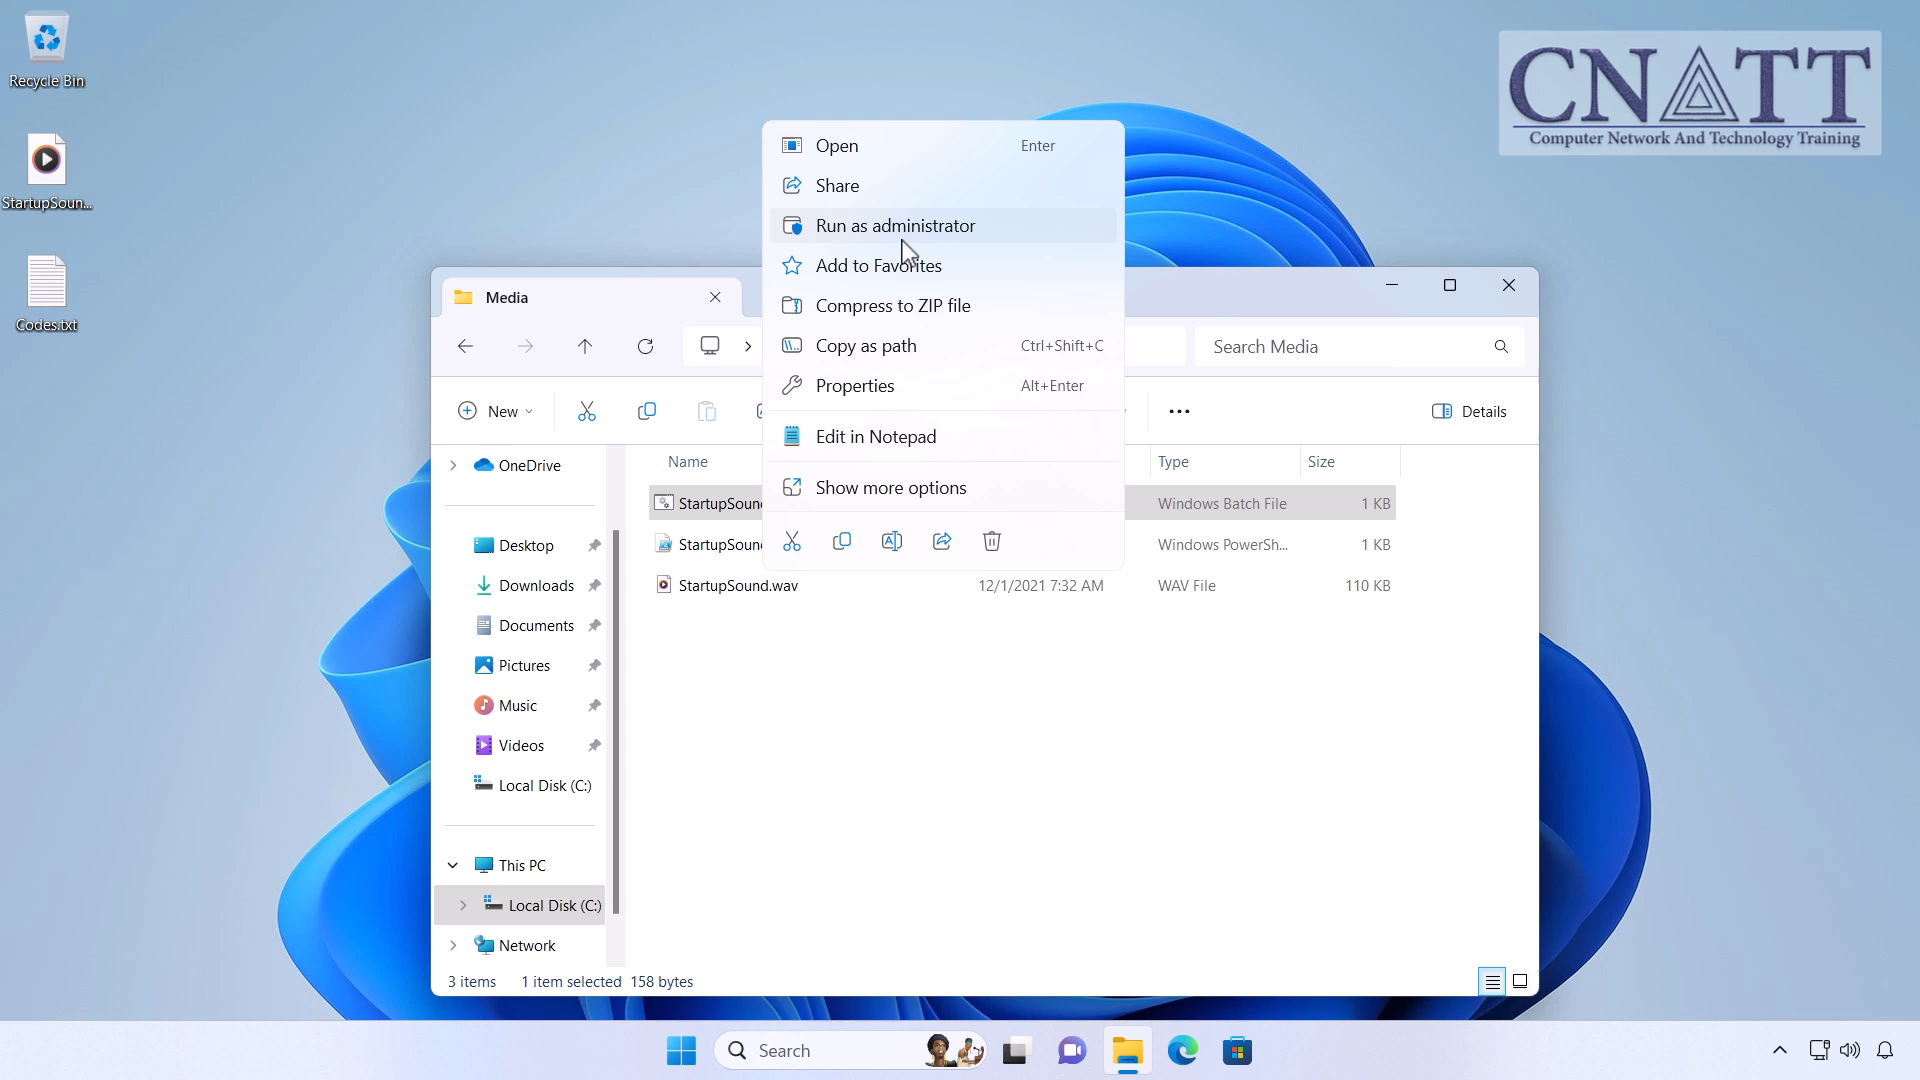 Recycle Bin
StartupSoun...
Codes.txt
CNATT
Computer Network And Technology Training
Open Enter
Share
Run as administrator
Add to Favorites
Compress to ZIP file
Copy as path Ctrl+Shift+C
Properties Alt+Enter
Edit in Notepad
Show more options
Media
Search Media
New
Details
OneDrive
Desktop
Downloads
Documents
Pictures
Music
Videos
Local Disk (C:)
This PC
Local Disk (C:)
Network
Name Type Size
StartupSoun Windows Batch File 1 KB
StartupSoun Windows PowerSh... 1 KB
StartupSound.wav 12/1/2021 7:32 AM WAV File 110 KB
3 items 1 item selected 158 bytes
Search